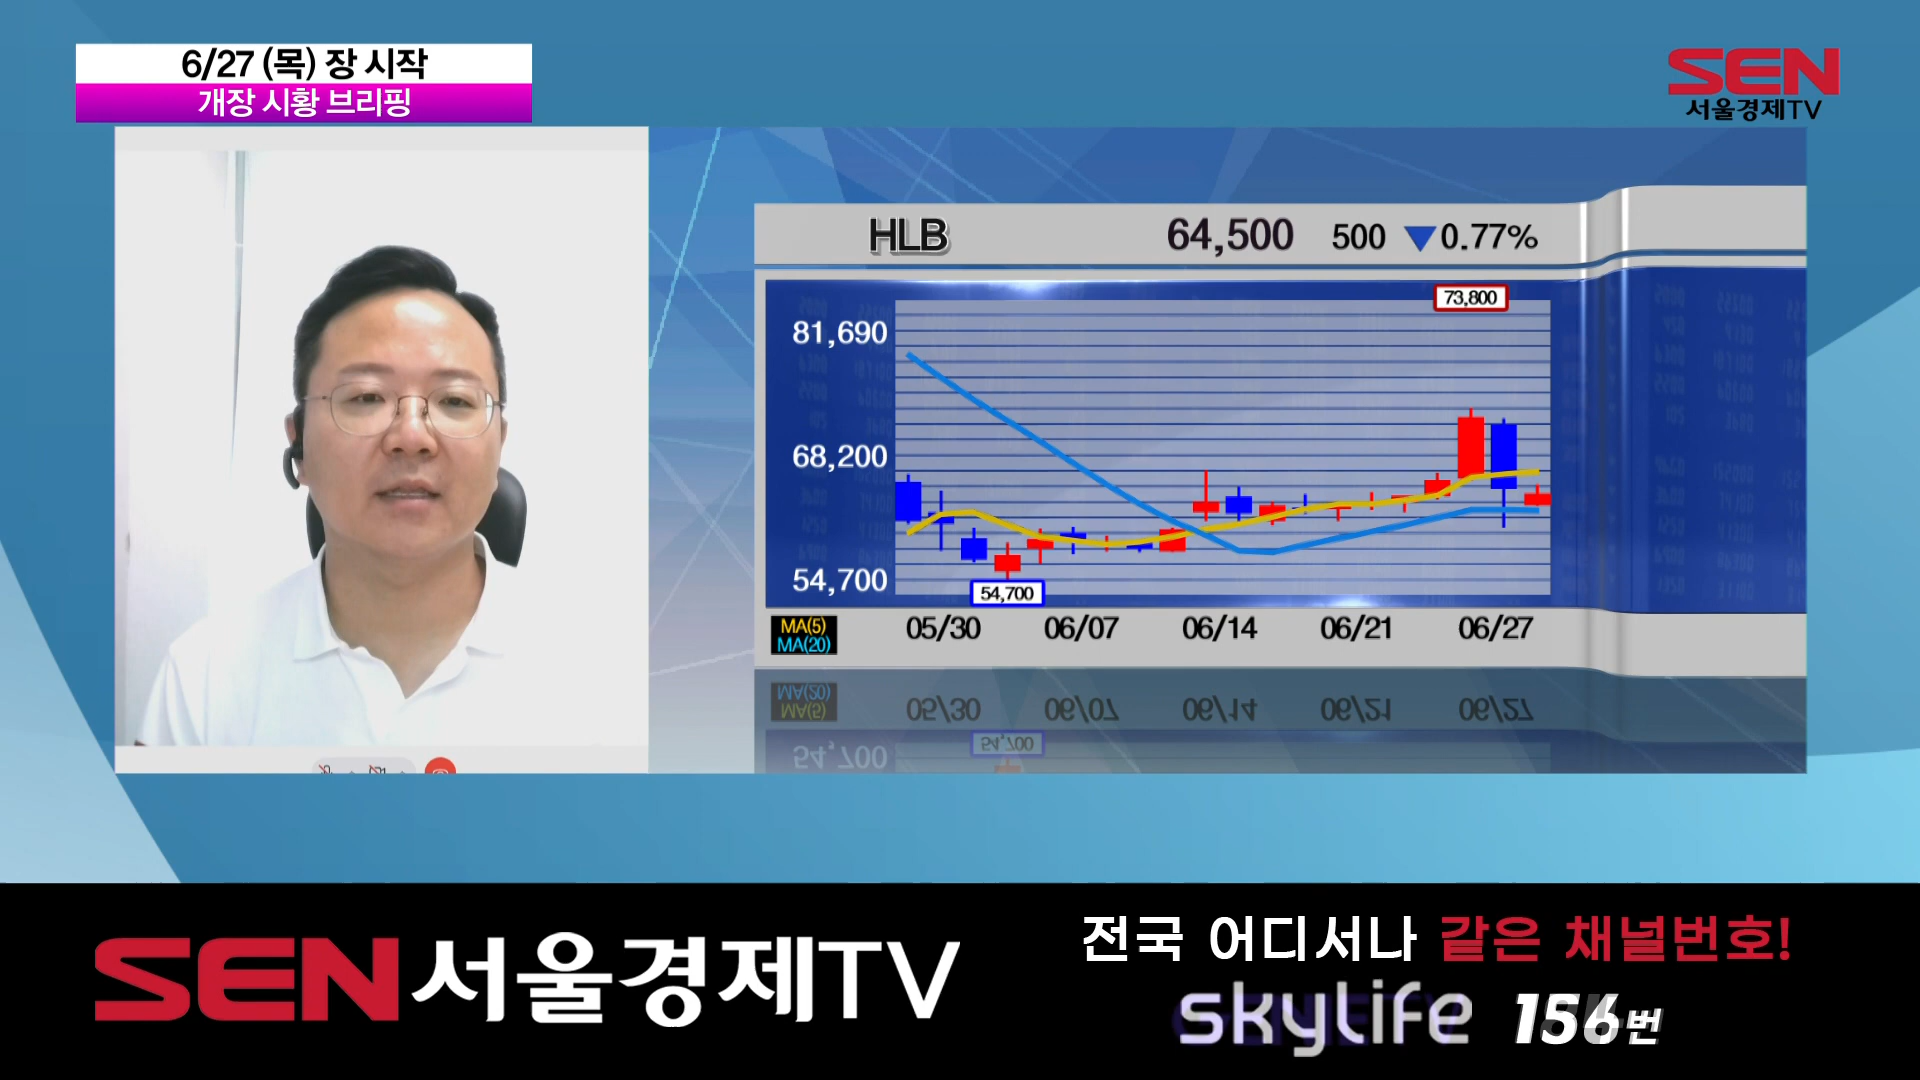 6/27 (목) 장 시작
개장 시황 브리핑
SEN
서울경제TV
HLB 64,500 500 ▼0.77%
73,800
81,690
68,200
54,700
54,700
MA(5)
MA(20)
05/30 06/07 06/14 06/21 06/27
SEN서울경제TV
전국 어디서나 같은 채널번호!
skylife 156번